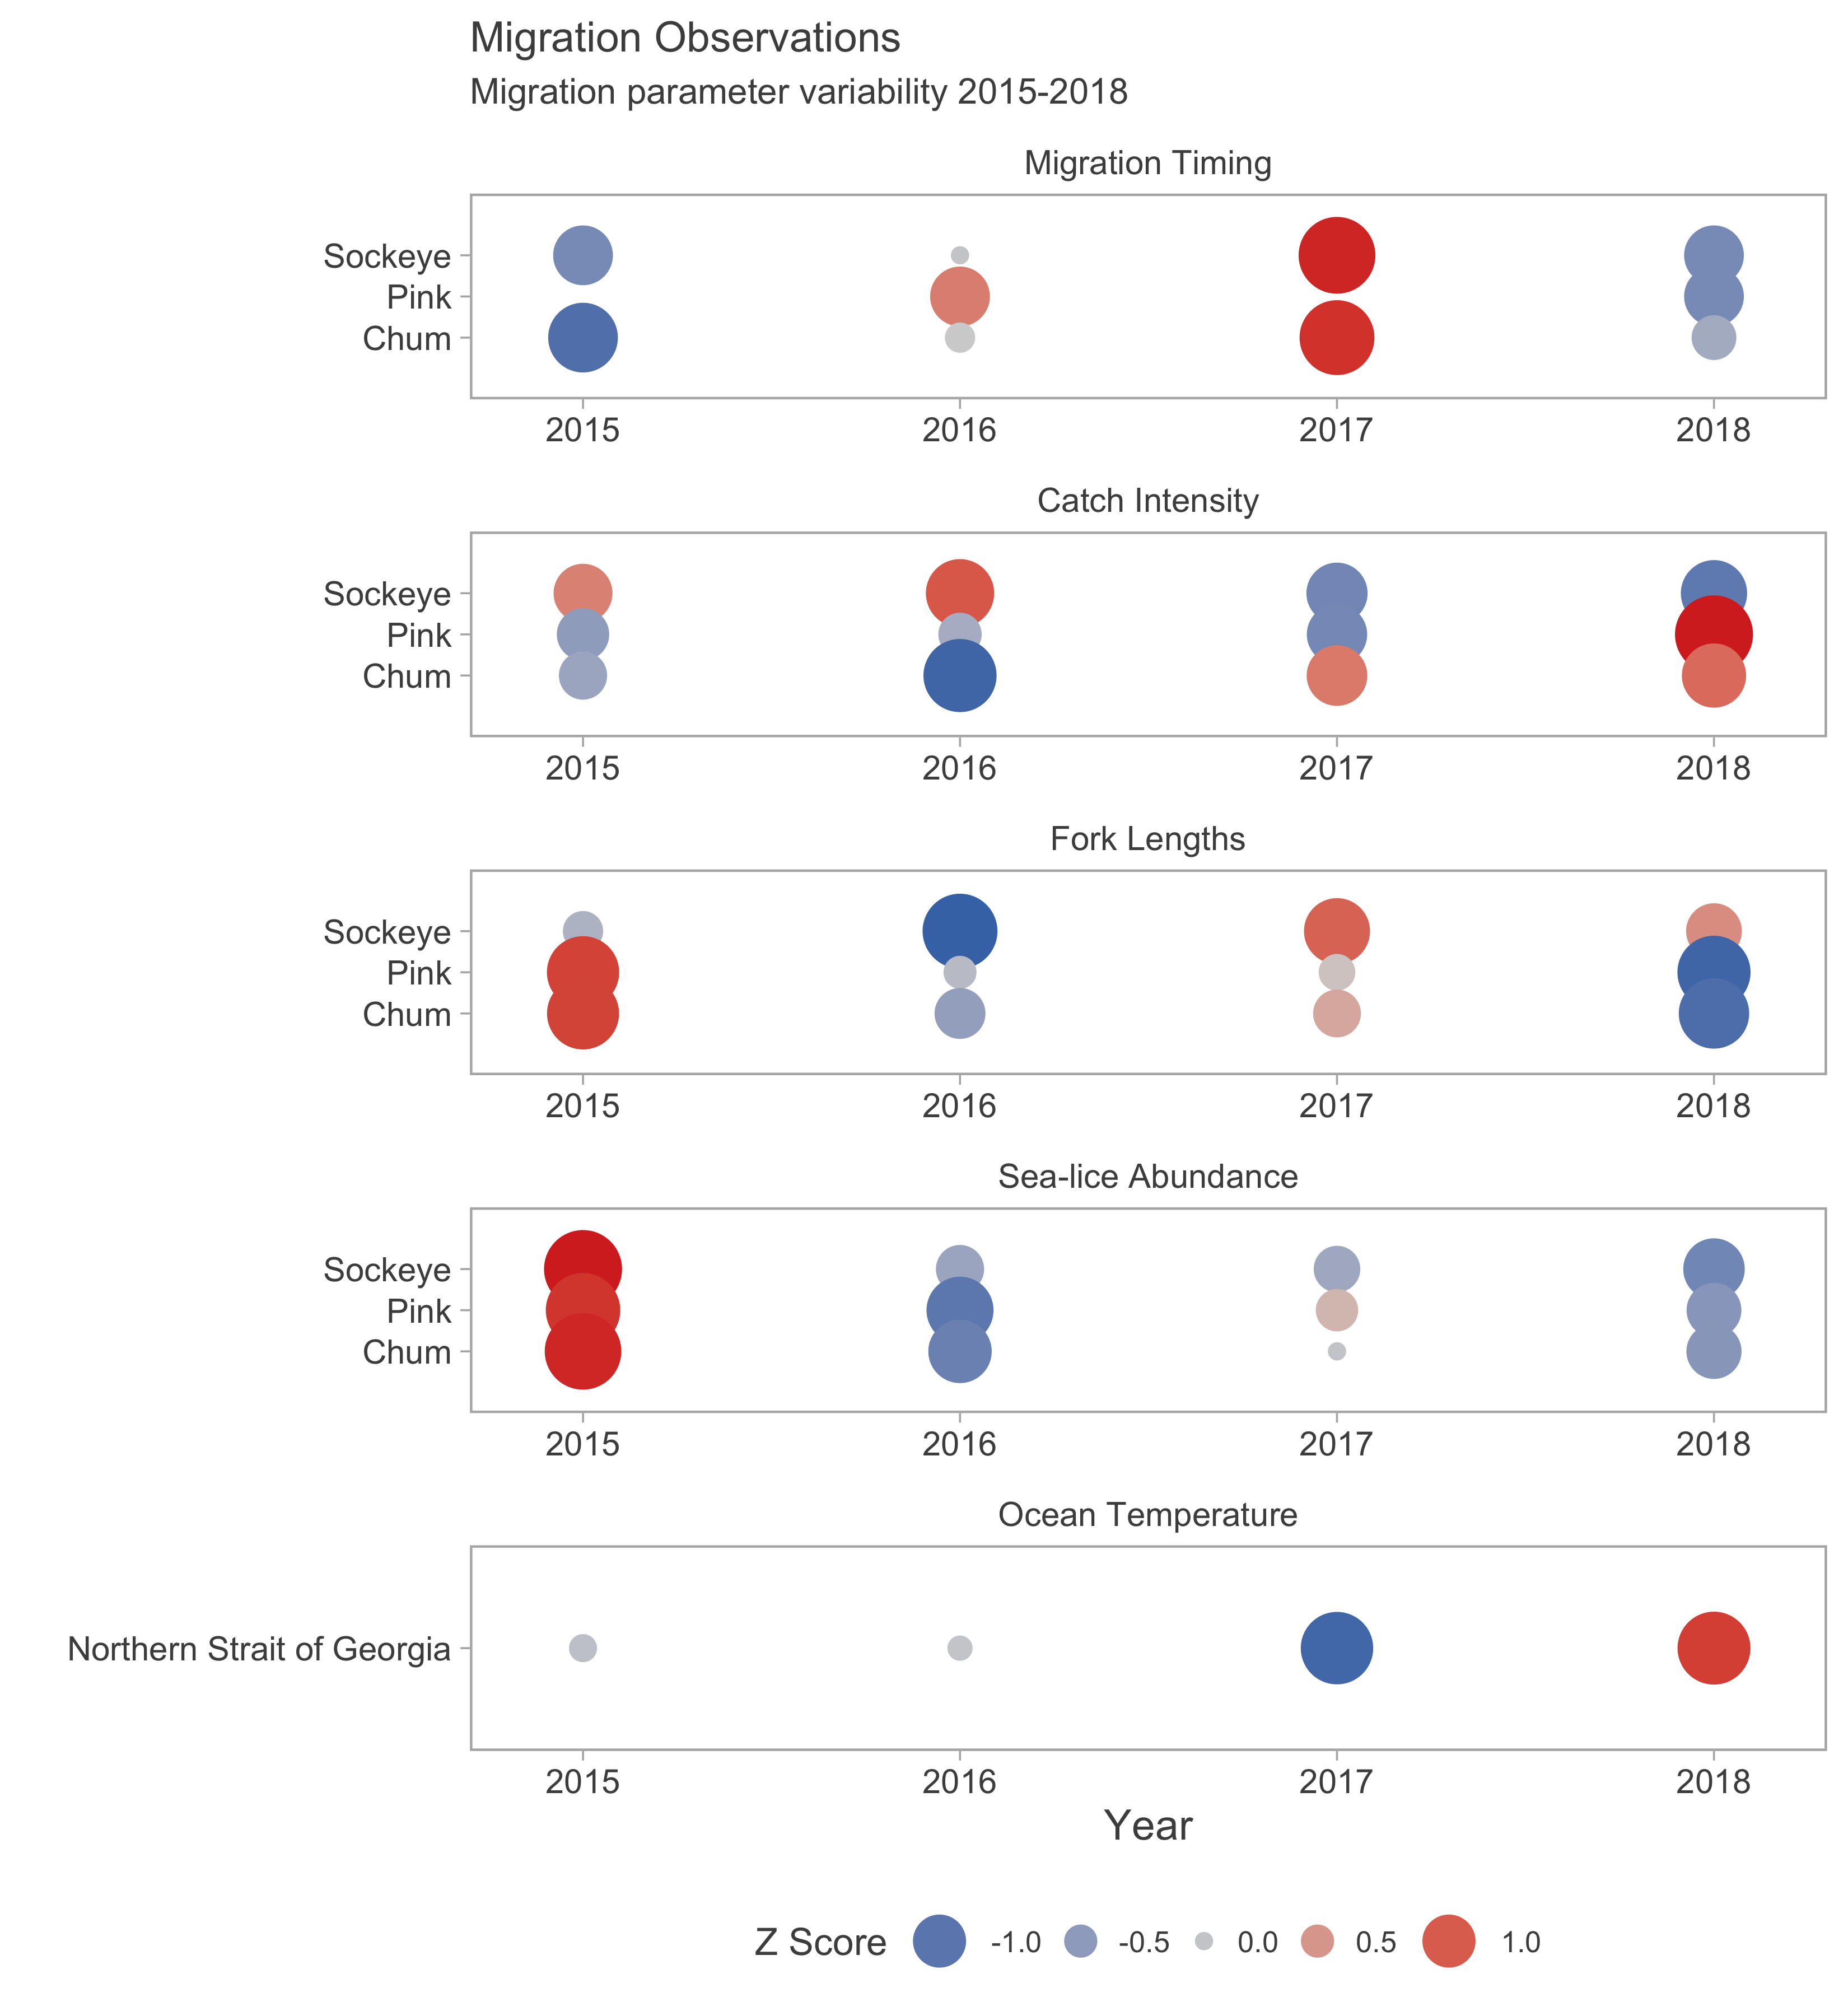 Migration Observations
Migration parameter variability 2015-2018
Migration Timing
Sockeye
Pink
Chum
2015 2016 2017 2018
Catch Intensity
Sockeye
Pink
Chum
2015 2016 2017 2018
Fork Lengths
Sockeye
Pink
Chum
2015 2016 2017 2018
Sea-lice Abundance
Sockeye
Pink
Chum
2015 2016 2017 2018
Ocean Temperature
Northern Strait of Georgia
2015 2016 2017 2018
Year
Z Score -1.0 -0.5 0.0 0.5 1.0